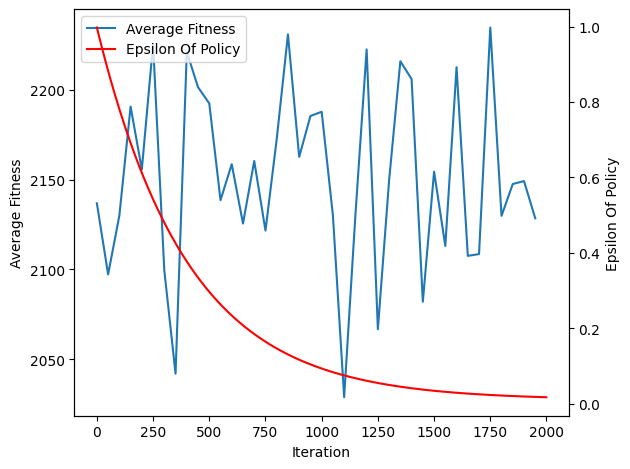 Average Fitness
Epsilon Of Policy
2200
2150
2100
2050
Average Fitness
1.0
0.8
0.6
0.4
0.2
0.0
Epsilon Of Policy
0 250 500 750 1000 1250 1500 1750 2000
Iteration